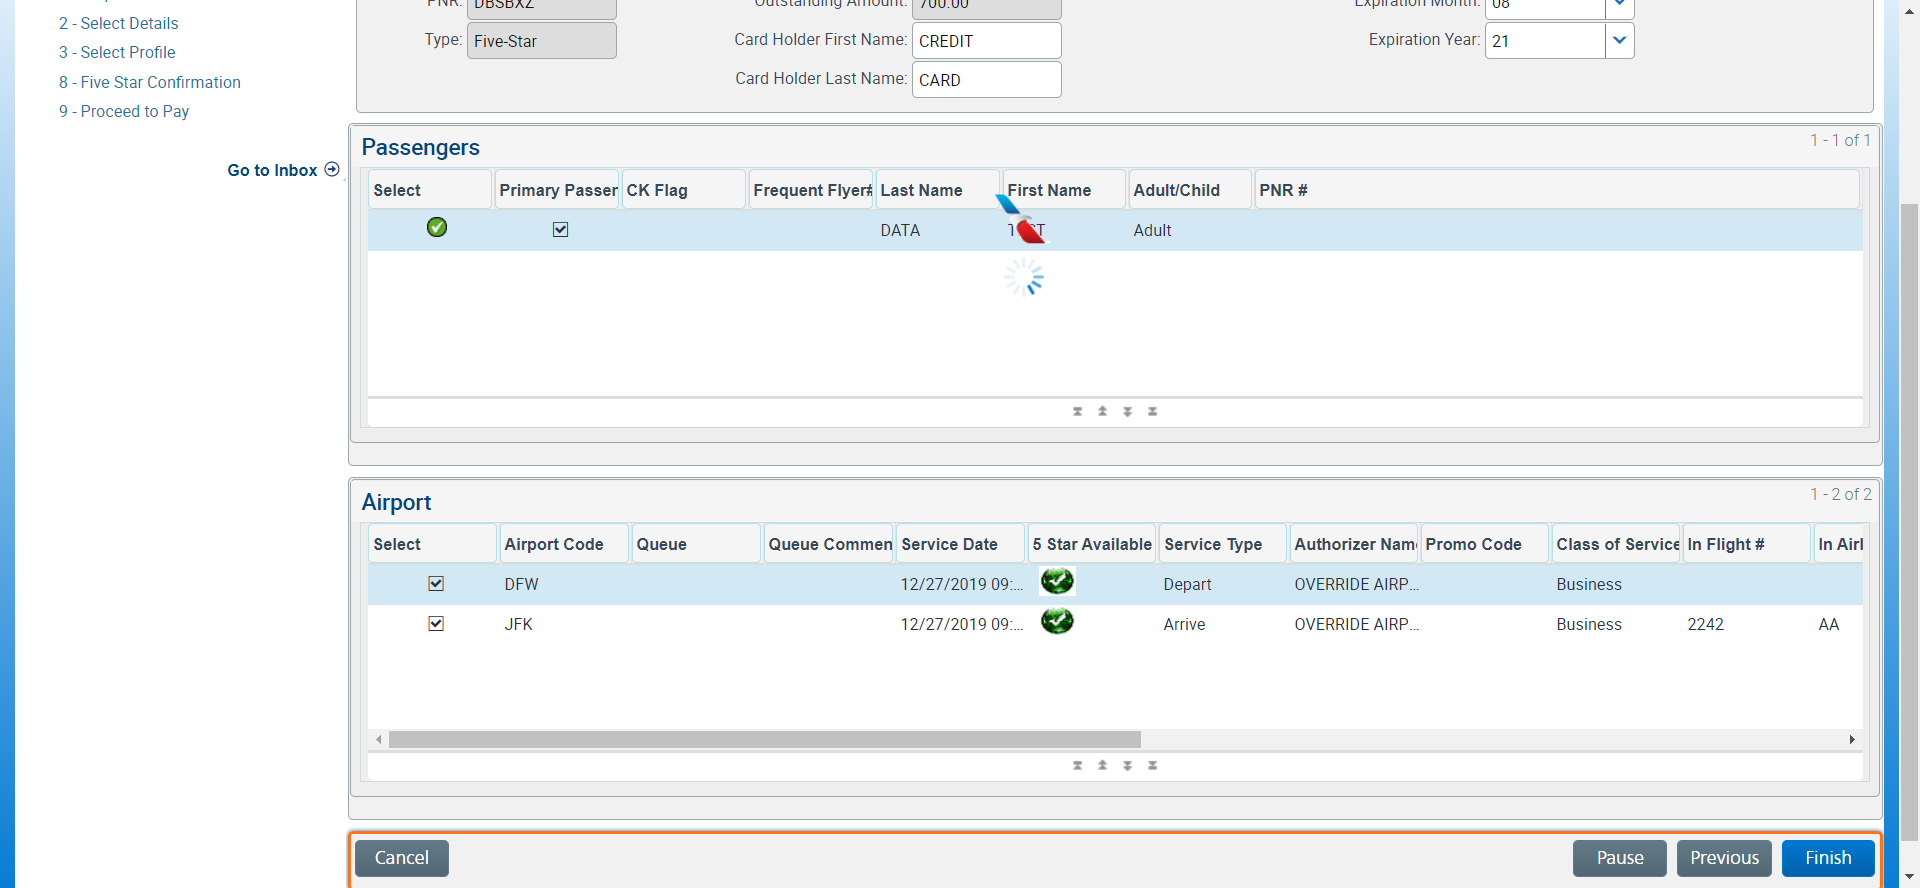 PNR: DBSBXZ Outstanding Amount: 700.00 Expiration Month: 08
2 - Select Details
Type: Five-Star Card Holder First Name: CREDIT Expiration Year: 21
3 - Select Profile
Card Holder Last Name: CARD
8 - Five Star Confirmation
9 - Proceed to Pay
Go to Inbox
Passengers 1 - 1 of 1
Select Primary Passen CK Flag Frequent Flyer# Last Name First Name Adult/Child PNR #
DATA Adult
Airport 1 - 2 of 2
Select Airport Code Queue Queue Commen Service Date 5 Star Available Service Type Authorizer Nam Promo Code Class of Service In Flight # In Airl
DFW 12/27/2019 09:... Depart OVERRIDE AIRP... Business
JFK 12/27/2019 09:... Arrive OVERRIDE AIRP... Business 2242 AA
Cancel Pause Previous Finish